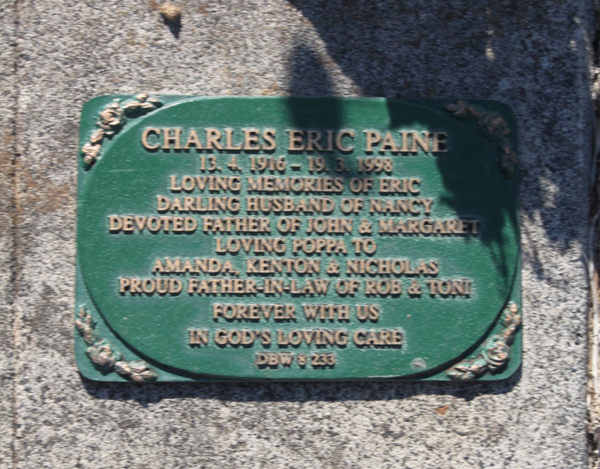 CHARLES ERIC PAINE
13. 4. 1916 – 19. 3. 1998
LOVING MEMORIES OF ERIC
DARLING HUSBAND OF NANCY
DEVOTED FATHER OF JOHN & MARGARET
LOVING POPPA TO
AMANDA, KENTON & NICHOLAS
PROUD FATHER-IN-LAW OF ROB & TONI
FOREVER WITH US
IN GOD'S LOVING CARE
DBW 8 233